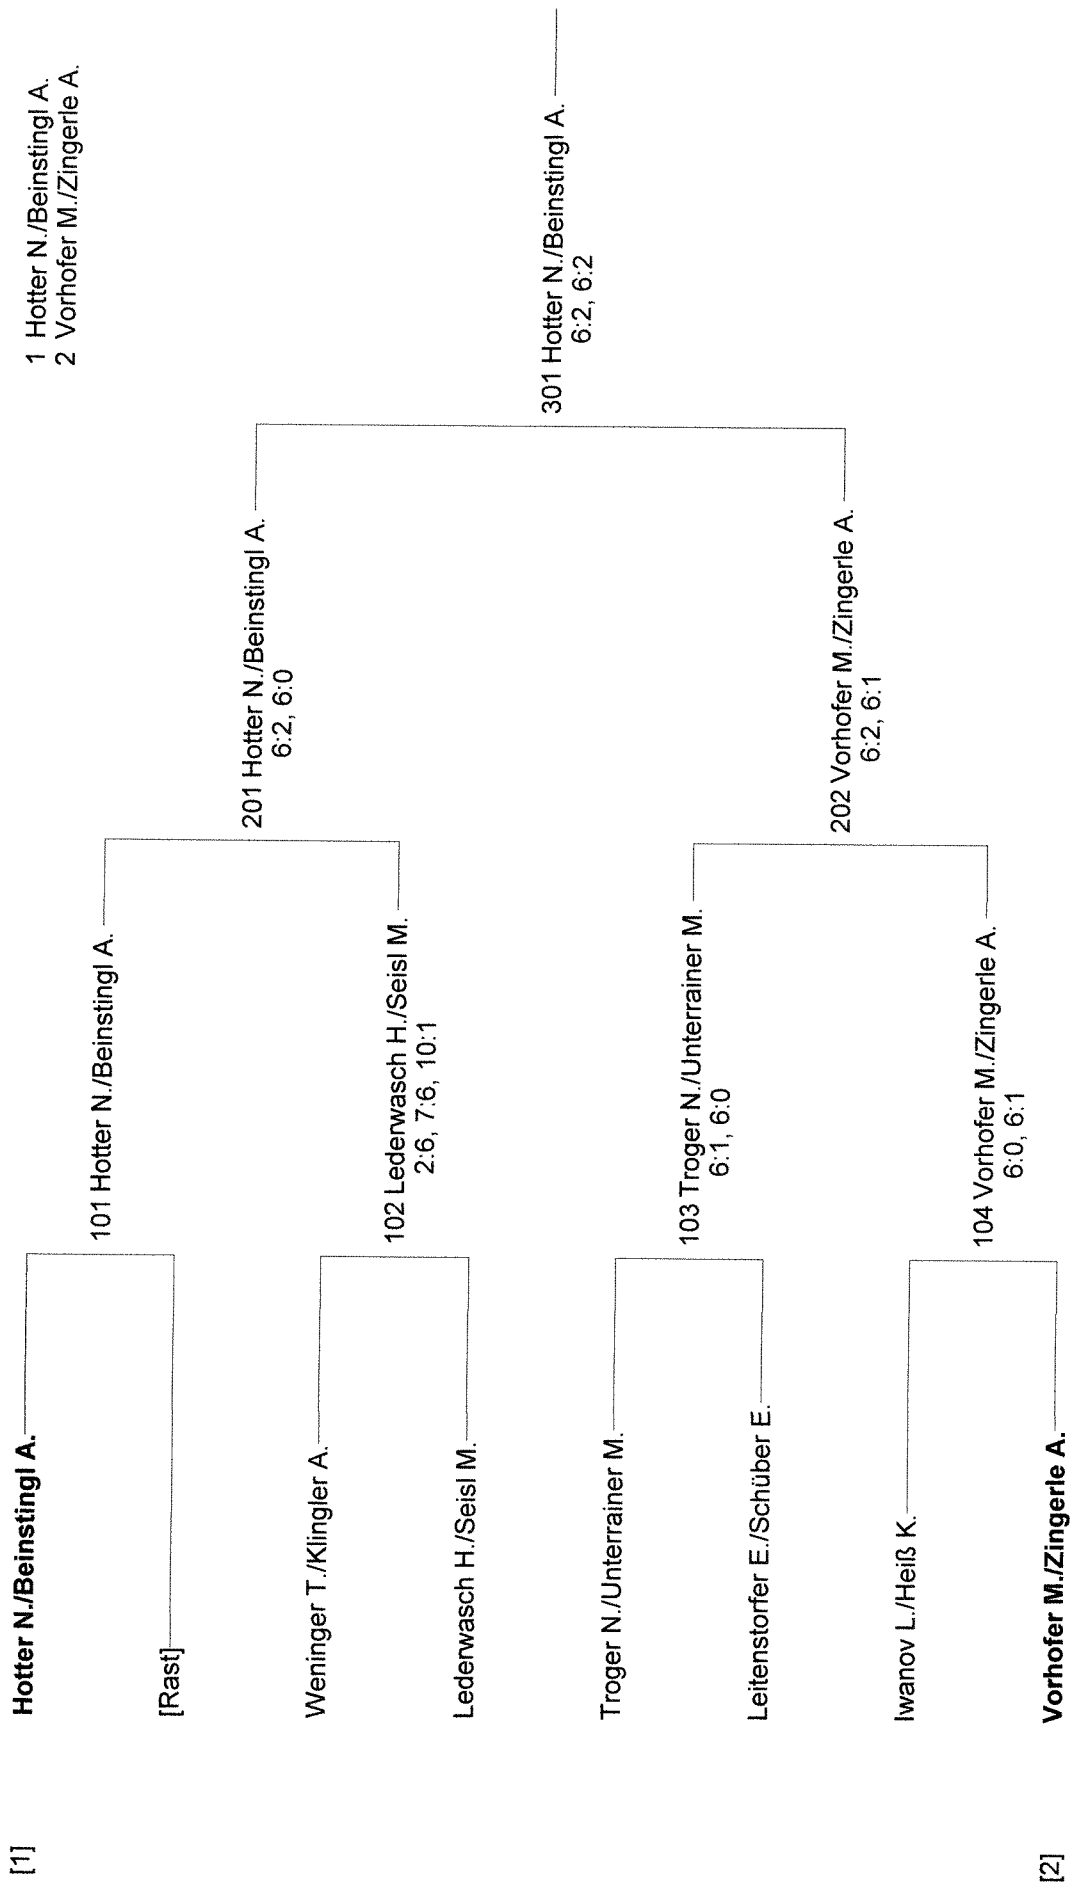 1 Hotter N./Beinstingl A.
2 Vorhofer M./Zingerle A.
[1]
Hotter N./Beinstingl A.
[Rast]
Weninger T./Klingler A.
Lederwasch H./Seisl M.
Troger N./Unterrainer M.
Leitenstorfer E./Schüber E.
Iwanov L./Heiß K.
[2]
Vorhofer M./Zingerle A.
101 Hotter N./Beinstingl A.
102 Lederwasch H./Seisl M.
2:6, 7:6, 10:1
103 Troger N./Unterrainer M.
6:1, 6:0
104 Vorhofer M./Zingerle A.
6:0, 6:1
201 Hotter N./Beinstingl A.
6:2, 6:0
202 Vorhofer M./Zingerle A.
6:2, 6:1
301 Hotter N./Beinstingl A.
6:2, 6:2